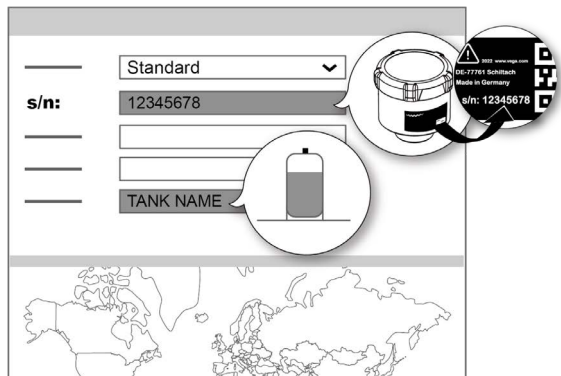 Standard
s/n:
12345678
TANK NAME
2022 www.vega.com
DE-77761 Schiltach
Made in Germany
s/n: 12345678